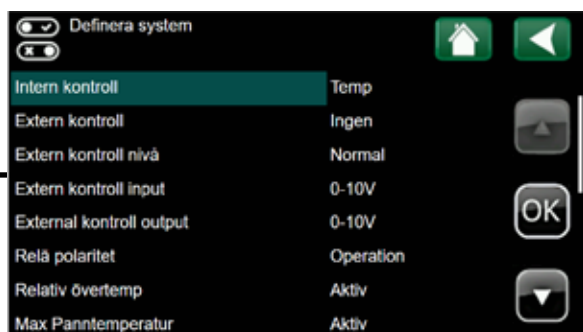 Definera system
Intern kontroll Temp
Extern kontroll Ingen
Extern kontroll nivå Normal
Extern kontroll input 0-10V
OK
External kontroll output 0-10V
Relä polaritet Operation
Relativ övertemp Aktiv
Max Panntemperatur Aktiv